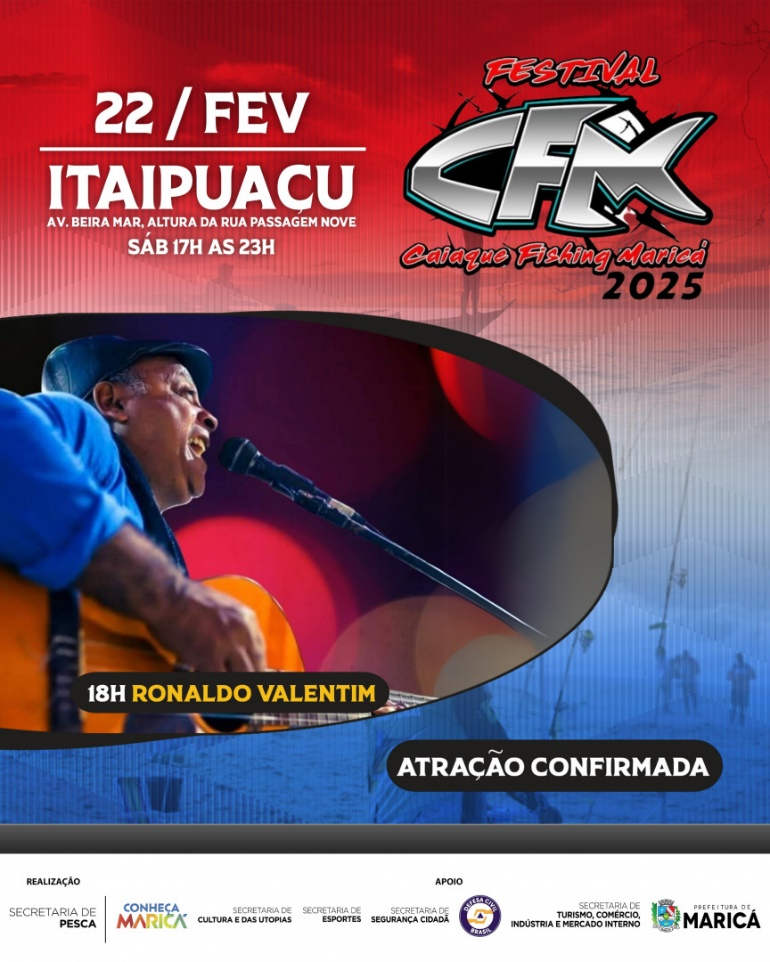 22 / FEV
ITAIPUAÇU
AV. BEIRA MAR, ALTURA DA RUA PASSAGEM NOVE
SÁB 17H AS 23H
FESTIVAL
CFM
Caiaque Fishing Maricá
2025
18H RONALDO VALENTIM
ATRAÇÃO CONFIRMADA
REALIZAÇÃO
SECRETARIA DE
PESCA
CONHEÇA
MARICÁ
APOIO
SECRETARIA DE
CULTURA E DAS UTOPIAS
SECRETARIA DE
ESPORTES
SECRETARIA DE
SEGURANÇA CIDADÃ
DEFESA CIVIL
BRASIL
SECRETARIA DE
TURISMO, COMÉRCIO,
INDÚSTRIA E MERCADO INTERNO
PREFEITURA DE
MARICÁ